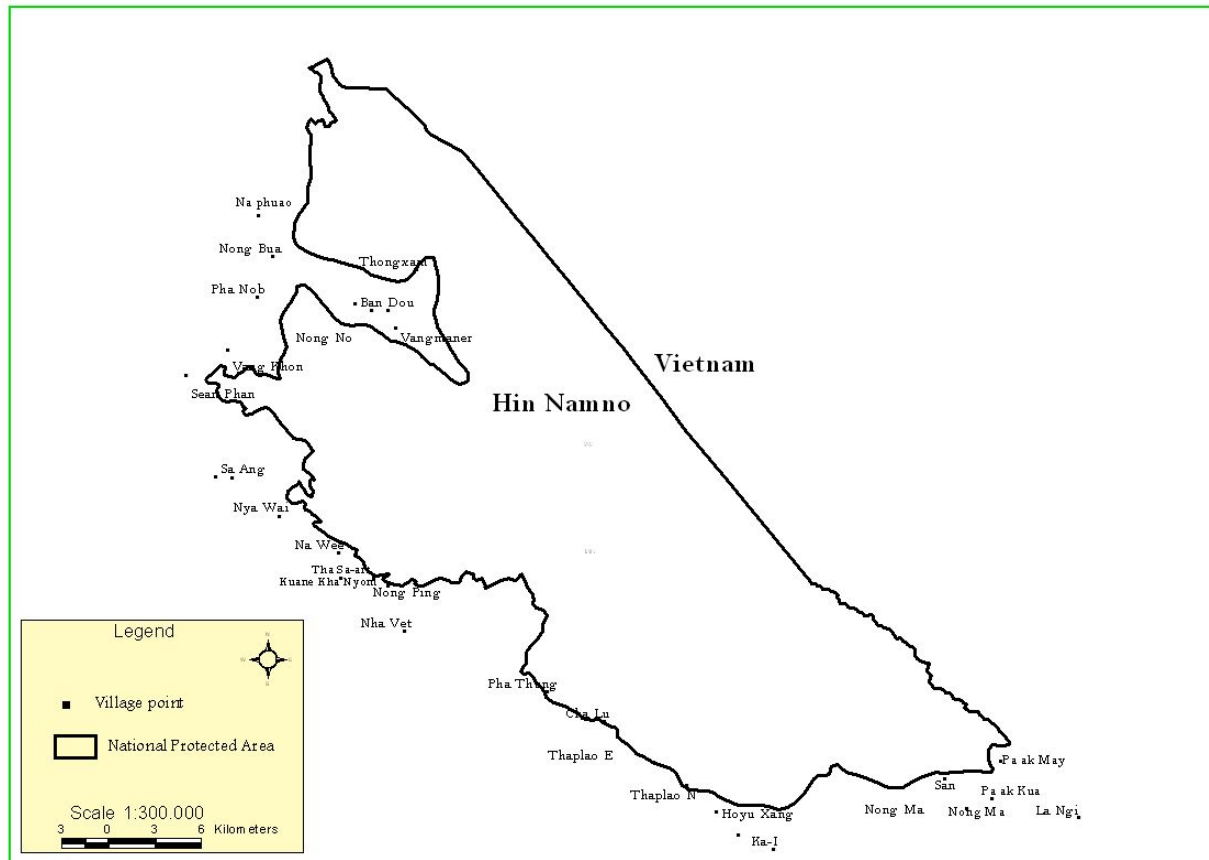 Na phuao
Nong Bua
Thongxam
Pha Nob
Ban Dou
Nong No
Vangmaner
Vietnam
Vang Khon
Sean Phan
Hin Namno
Sa Ang
Nya Wai
Na Wee
Tha Sa-art
Kuane Kha Nyom
Nong Ping
Nha Vet
Pha Thung
Cha Lu
Thaplao E
Thaplao N
Hoyu Xang
Ka-I
Nong Ma
San
Pa ak May
Pa ak Kua
Nong Ma
La Ngi
Legend
Village point
National Protected Area
Scale 1:300.000
3 0 3 6 Kilometers